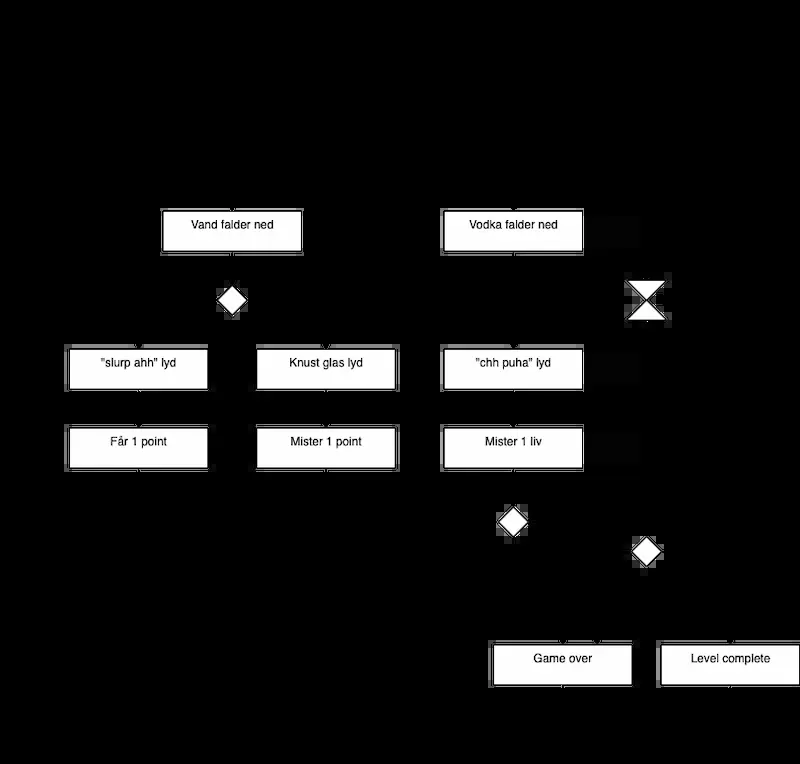 Vand falder ned
Vodka falder ned
"slurp ahh" lyd
Knust glas lyd
"chh puha" lyd
Får 1 point
Mister 1 point
Mister 1 liv
Game over
Level complete